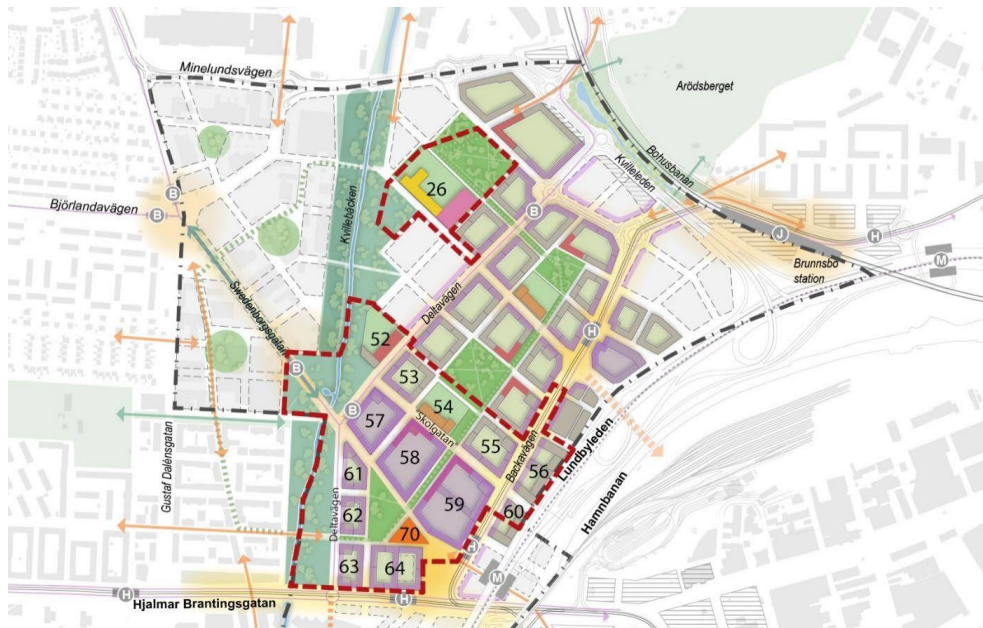 Minelundsvägen
Arödsberget
Bohusbanan
Kvilleleden
26
B
Björlandavägen
B
B
Kvillebäcken
J
H
M
Brunnsbo
station
Swedenborgsgatan
Deltavägen
52
H
53
B
54
B
57
Skolgatan
55
Backavägen
58
56
Lundbyleden
Gustaf Dalénsgatan
61
59
60
Hamnbanan
62
Deltavägen
70
H
63
64
M
H
(H)
Hjalmar Brantingsgatan